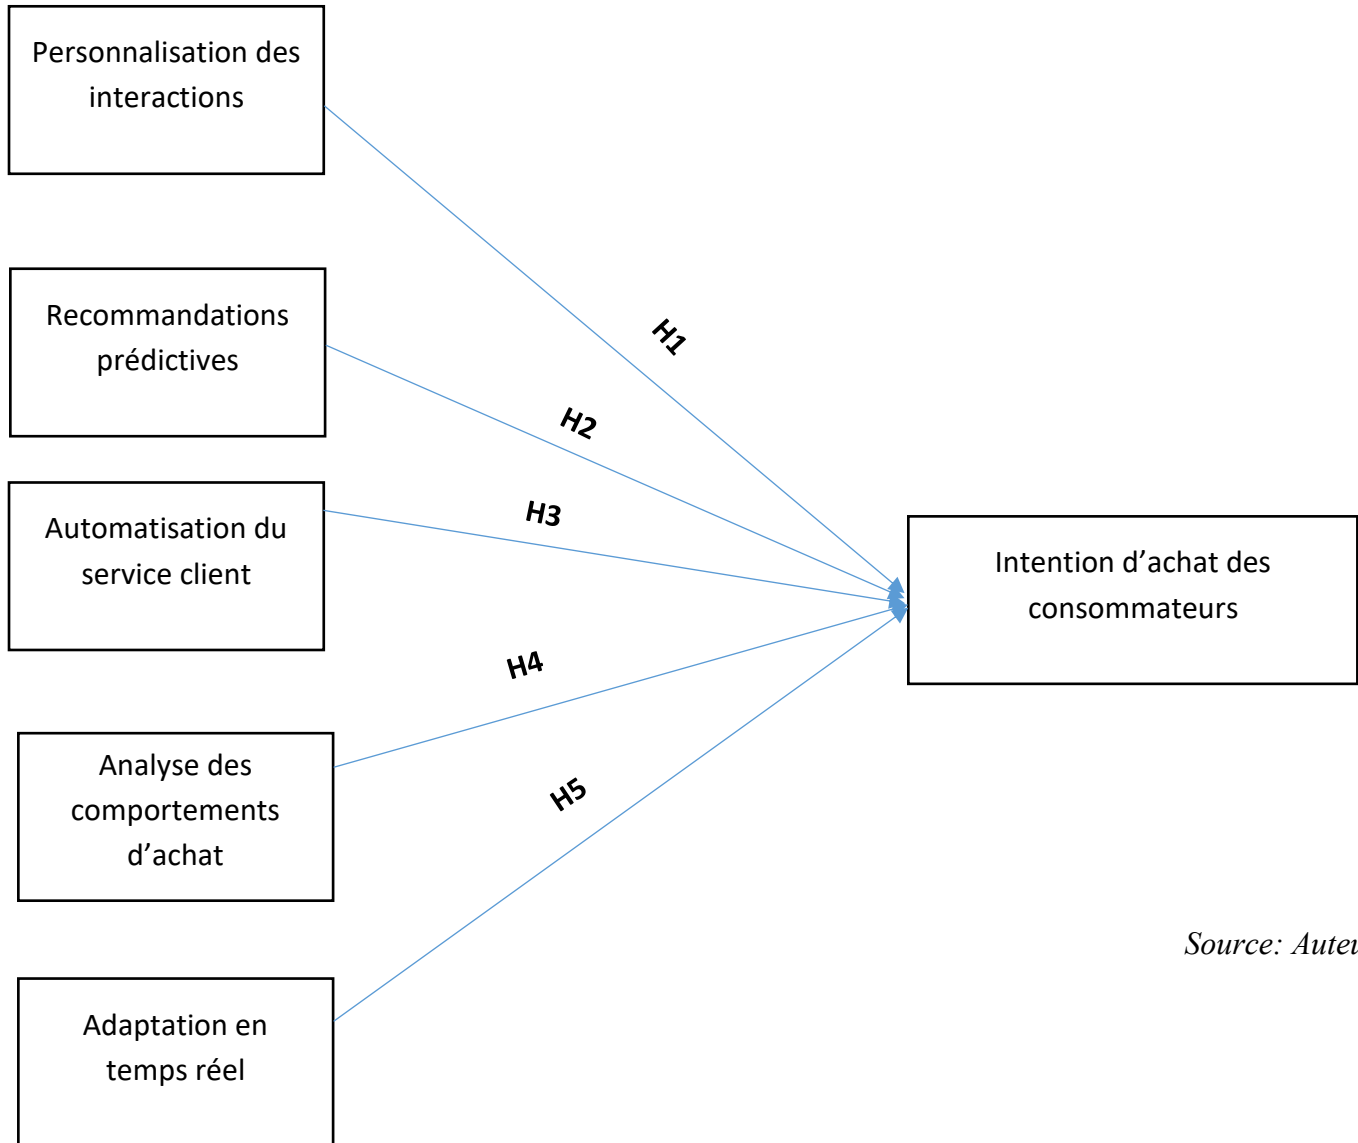 Personnalisation des
interactions
Recommandations
prédictives
Automatisation du
service client
Analyse des
comportements
d’achat
Adaptation en
temps réel
H1
H2
H3
H4
H5
Intention d’achat des
consommateurs
Source: